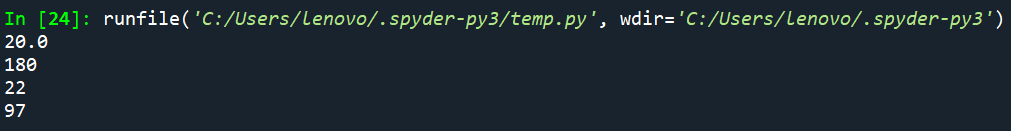 In [24]: runfile('C:/Users/lenovo/.spyder-py3/temp.py', wdir='C:/Users/lenovo/.spyder-py3')
20.0
180
22
97